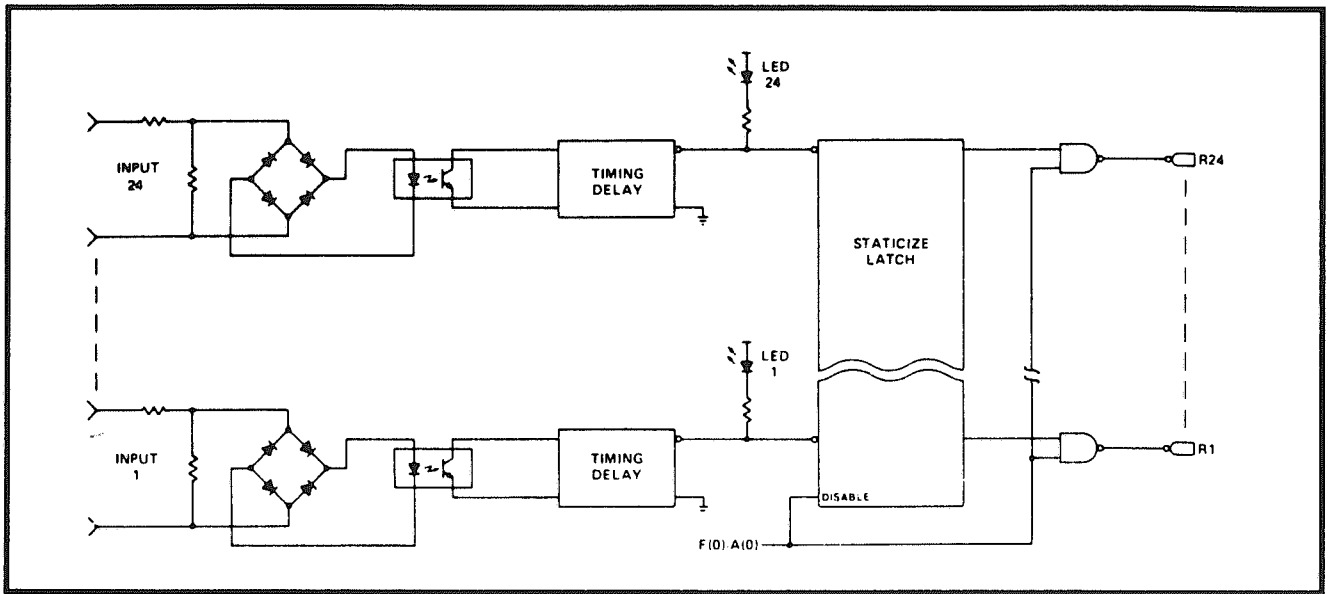 LED
24
INPUT
24
TIMING
DELAY
R24
STATICIZE
LATCH
LED
1
INPUT
1
TIMING
DELAY
R1
DISABLE
F(0)·A(0)